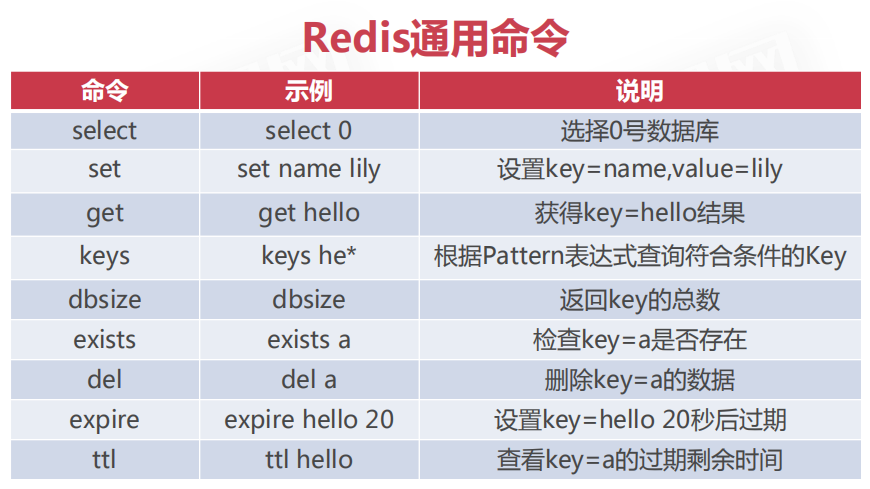 Redis通用命令
命令 示例 说明
select select 0 选择0号数据库
set set name lily 设置key=name,value=lily
get get hello 获得key=hello结果
keys keys he* 根据Pattern表达式查询符合条件的Key
dbsize dbsize 返回key的总数
exists exists a 检查key=a是否存在
del del a 删除key=a的数据
expire expire hello 20 设置key=hello 20秒后过期
ttl ttl hello 查看key=a的过期剩余时间